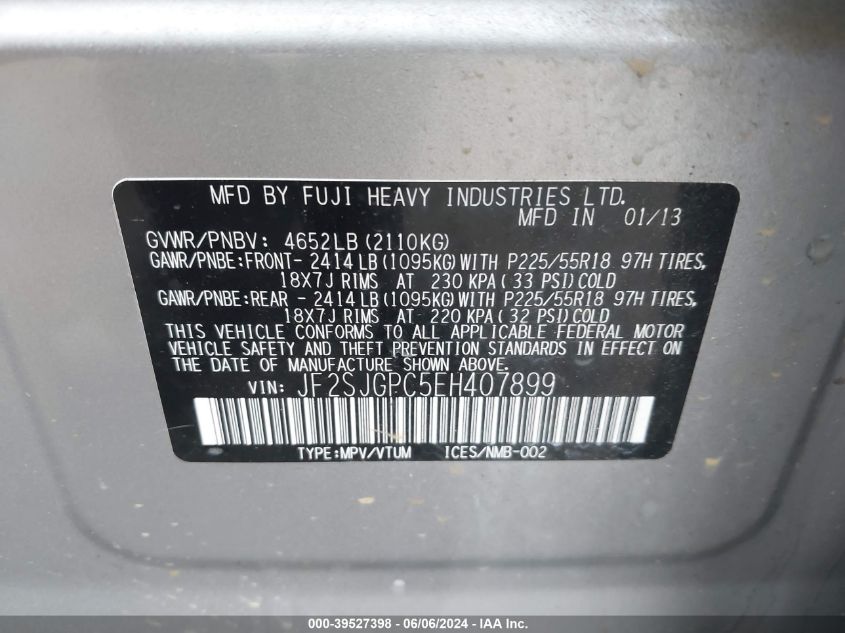 MFD BY FUJI HEAVY INDUSTRIES LTD.
MFD IN 01/13
GVWR/PNBV: 4652LB(2110KG)
GAWR/PNBE:FRONT- 2414LB(1095KG)WITH P225/55R18 97H TIRES,
18X7J RIMS AT 230 KPA(33 PSI)COLD
GAWR/PNBE:REAR - 2414LB(1095KG)WITH P225/55R18 97H TIRES,
18X7J RIMS AT 220 KPA(32 PSI)COLD
THIS VEHICLE CONFORMS TO ALL APPLICABLE FEDERAL MOTOR
VEHICLE SAFETY AND THEFT PREVENTION STANDARDS IN EFFECT ON
THE DATE OF MANUFACTURE SHOWN ABOVE.
VIN: JF2SJGPC5EH407899
TYPE:MPV/VTUM ICES/NMB-002
000-39527398 - 06/06/2024 - IAA Inc.